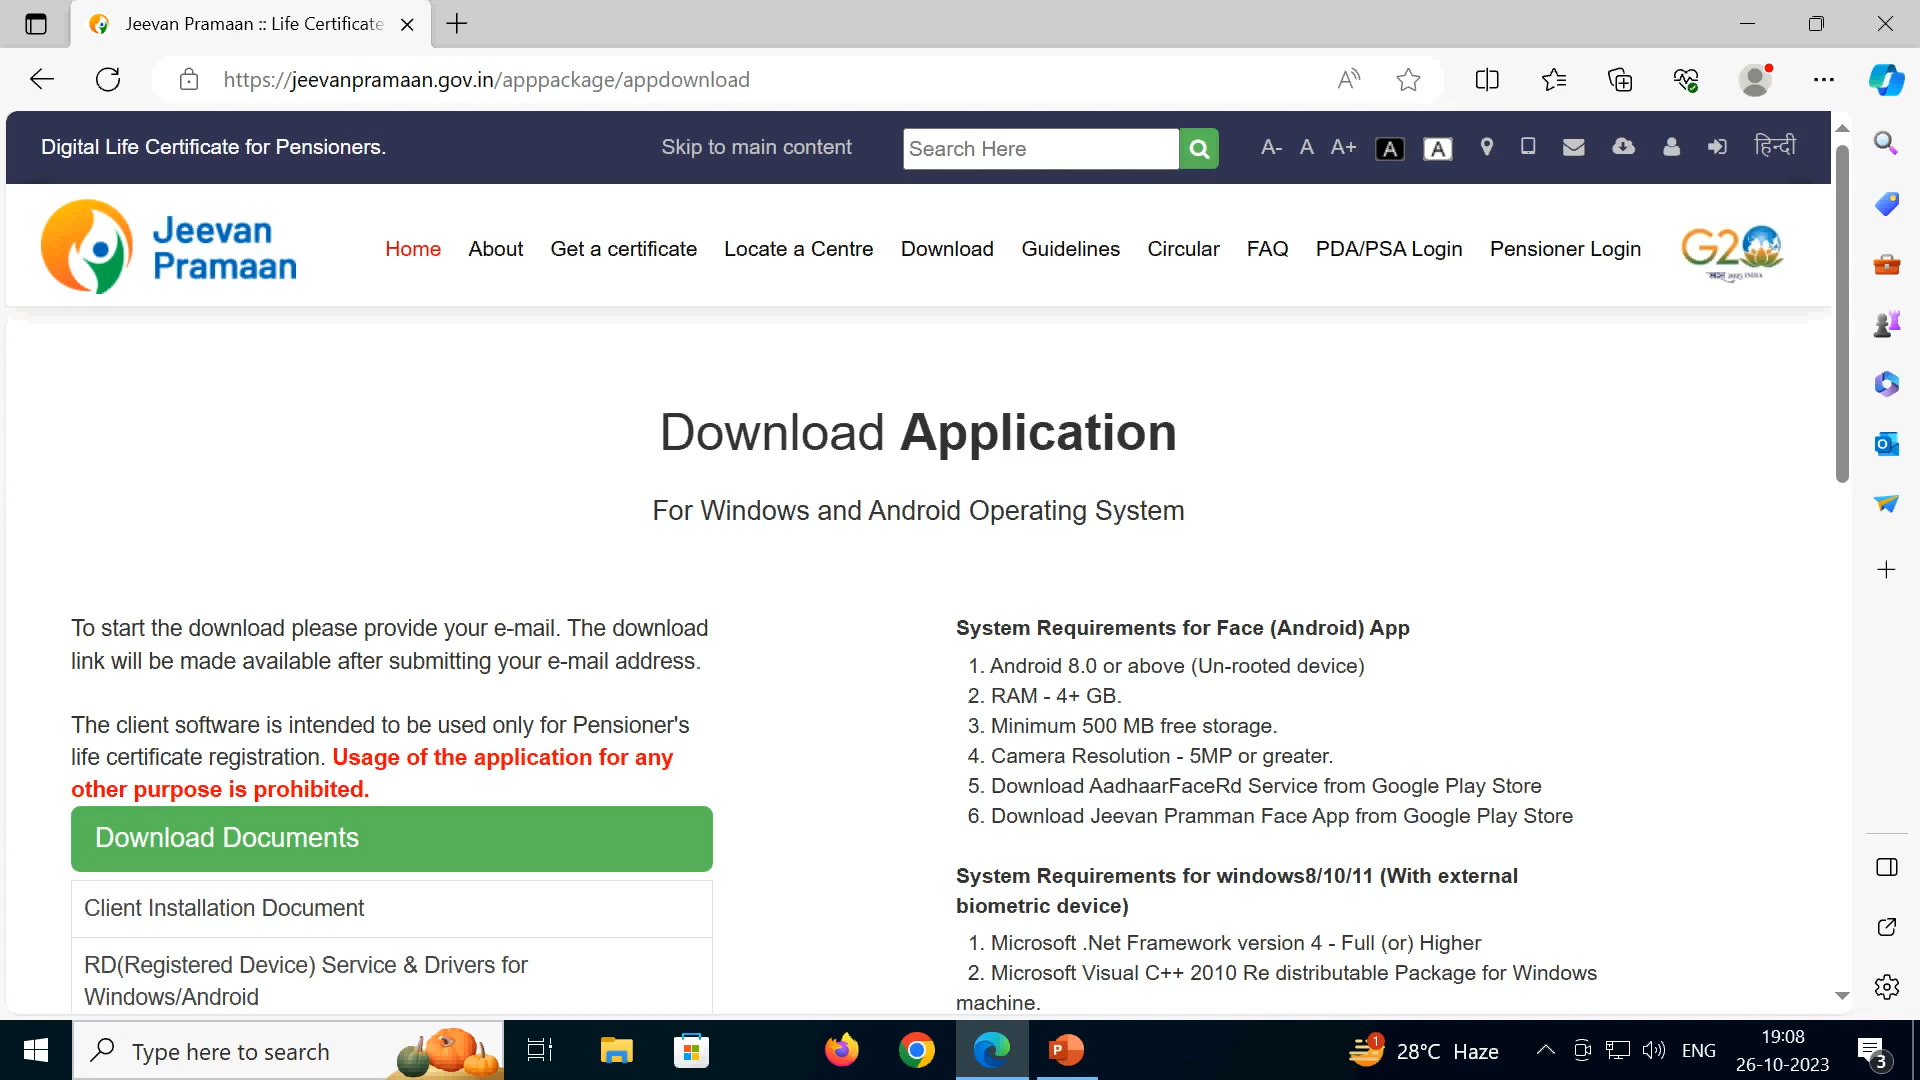 Jeevan Pramaan :: Life Certificate
https://jeevanpramaan.gov.in/apppackage/appdownload
Digital Life Certificate for Pensioners.
Skip to main content
Search Here
A- A A+ A A हिन्दी
Jeevan
Pramaan
Home About Get a certificate Locate a Centre Download Guidelines Circular FAQ PDA/PSA Login Pensioner Login
G20
Download Application
For Windows and Android Operating System
To start the download please provide your e-mail. The download
link will be made available after submitting your e-mail address.
The client software is intended to be used only for Pensioner's
life certificate registration. Usage of the application for any
other purpose is prohibited.
Download Documents
Client Installation Document
RD(Registered Device) Service & Drivers for
Windows/Android
System Requirements for Face (Android) App
1. Android 8.0 or above (Un-rooted device)
2. RAM - 4+ GB.
3. Minimum 500 MB free storage.
4. Camera Resolution - 5MP or greater.
5. Download AadhaarFaceRd Service from Google Play Store
6. Download Jeevan Pramman Face App from Google Play Store
System Requirements for windows8/10/11 (With external
biometric device)
1. Microsoft .Net Framework version 4 - Full (or) Higher
2. Microsoft Visual C++ 2010 Re distributable Package for Windows
machine.
Type here to search
1
28°C Haze
ENG
19:08
26-10-2023
3